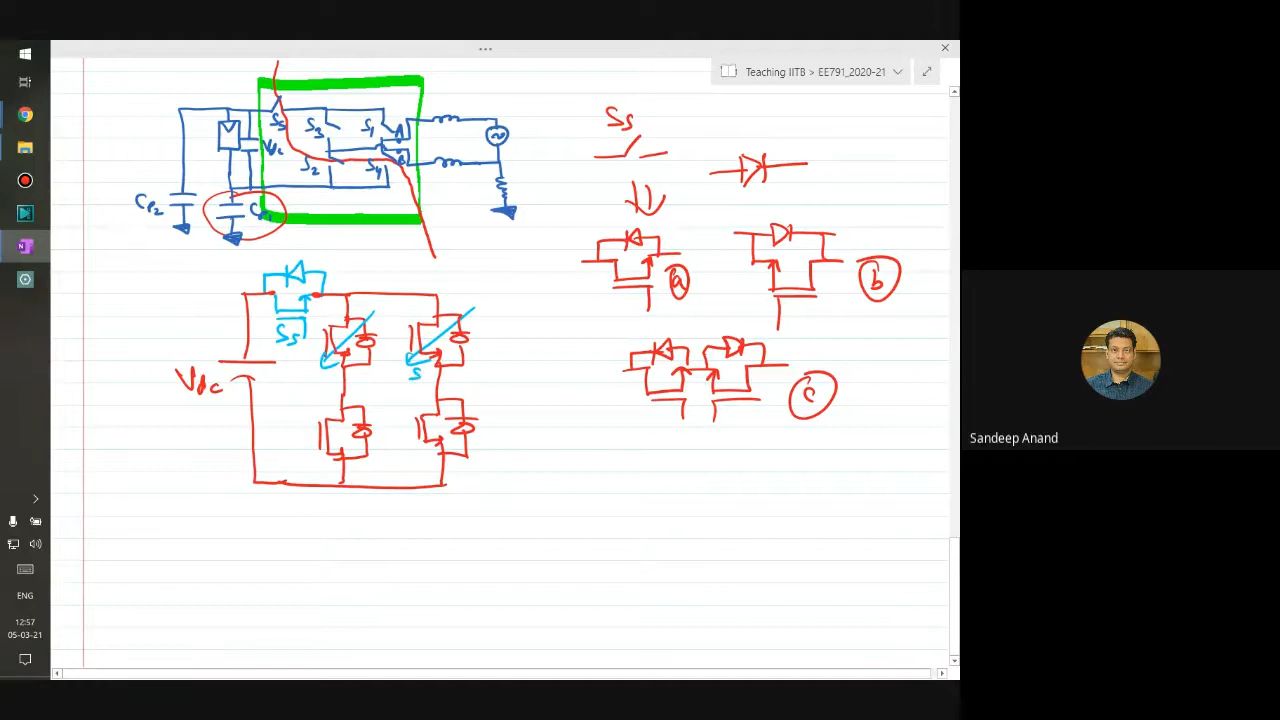 Teaching IITB > EE791_2020-21
S5
S3
S1
A
Vdc
B
S2
S4
CP2
CP1
S5
S5
Vdc
S
a
b
c
Sandeep Anand
ENG
12:57
05-03-21